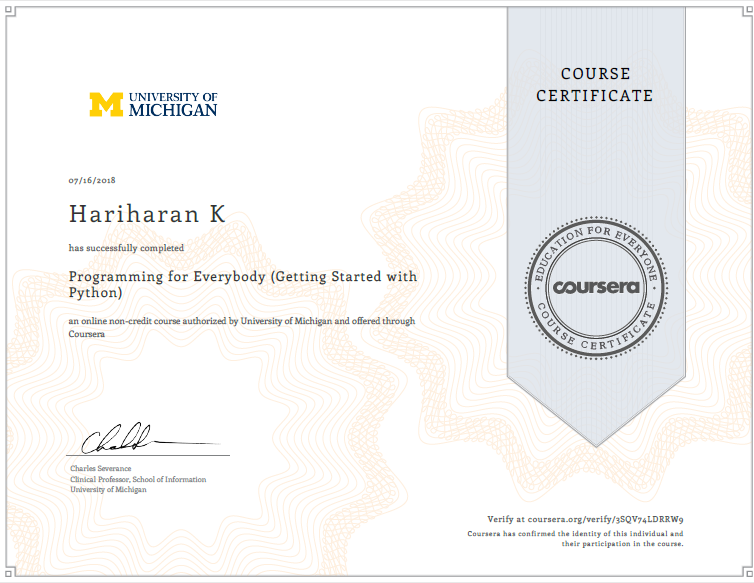 UNIVERSITY OF
MICHIGAN
COURSE
CERTIFICATE
07/16/2018
Hariharan K
has successfully completed
Programming for Everybody (Getting Started with
Python)
an online non-credit course authorized by University of Michigan and offered through
Coursera
EDUCATION FOR EVERYONE
coursera
COURSE CERTIFICATE
Charles Severance
Clinical Professor, School of Information
University of Michigan
Verify at coursera.org/verify/3SQV74LDRRW9
Coursera has confirmed the identity of this individual and
their participation in the course.